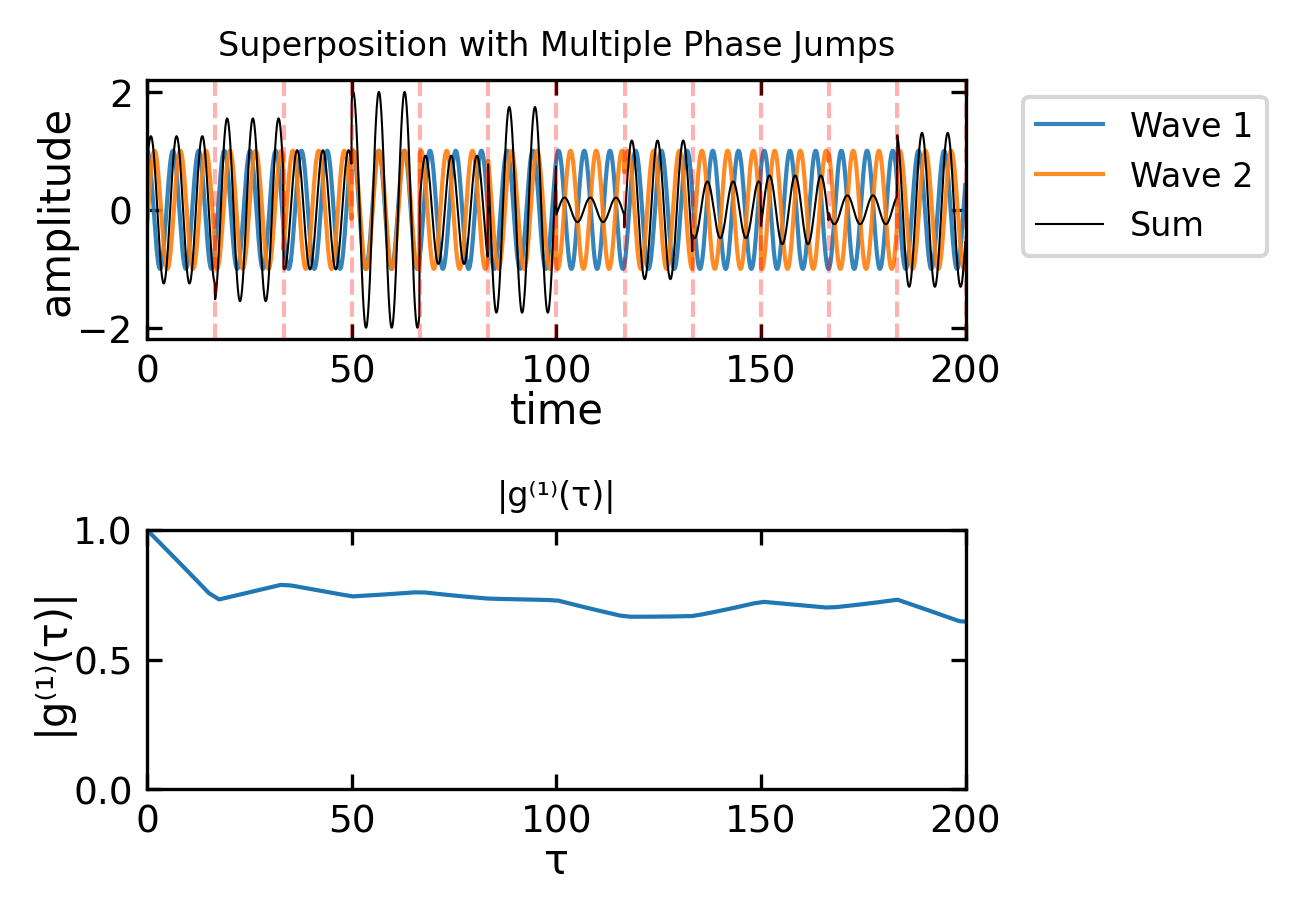 Superposition with Multiple Phase Jumps
2
0
−2
amplitude
0 50 100 150 200
time
Wave 1
Wave 2
Sum
|g⁽¹⁾(τ)|
1.0
0.5
0.0
|g⁽¹⁾(τ)|
0 50 100 150 200
τ